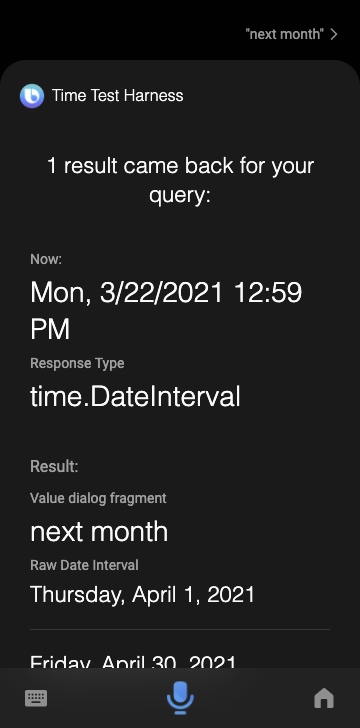 "next month"
Time Test Harness
1 result came back for your
query:
Now:
Mon, 3/22/2021 12:59
PM
Response Type
time.DateInterval
Result:
Value dialog fragment
next month
Raw Date Interval
Thursday, April 1, 2021
Friday, April 30, 2021